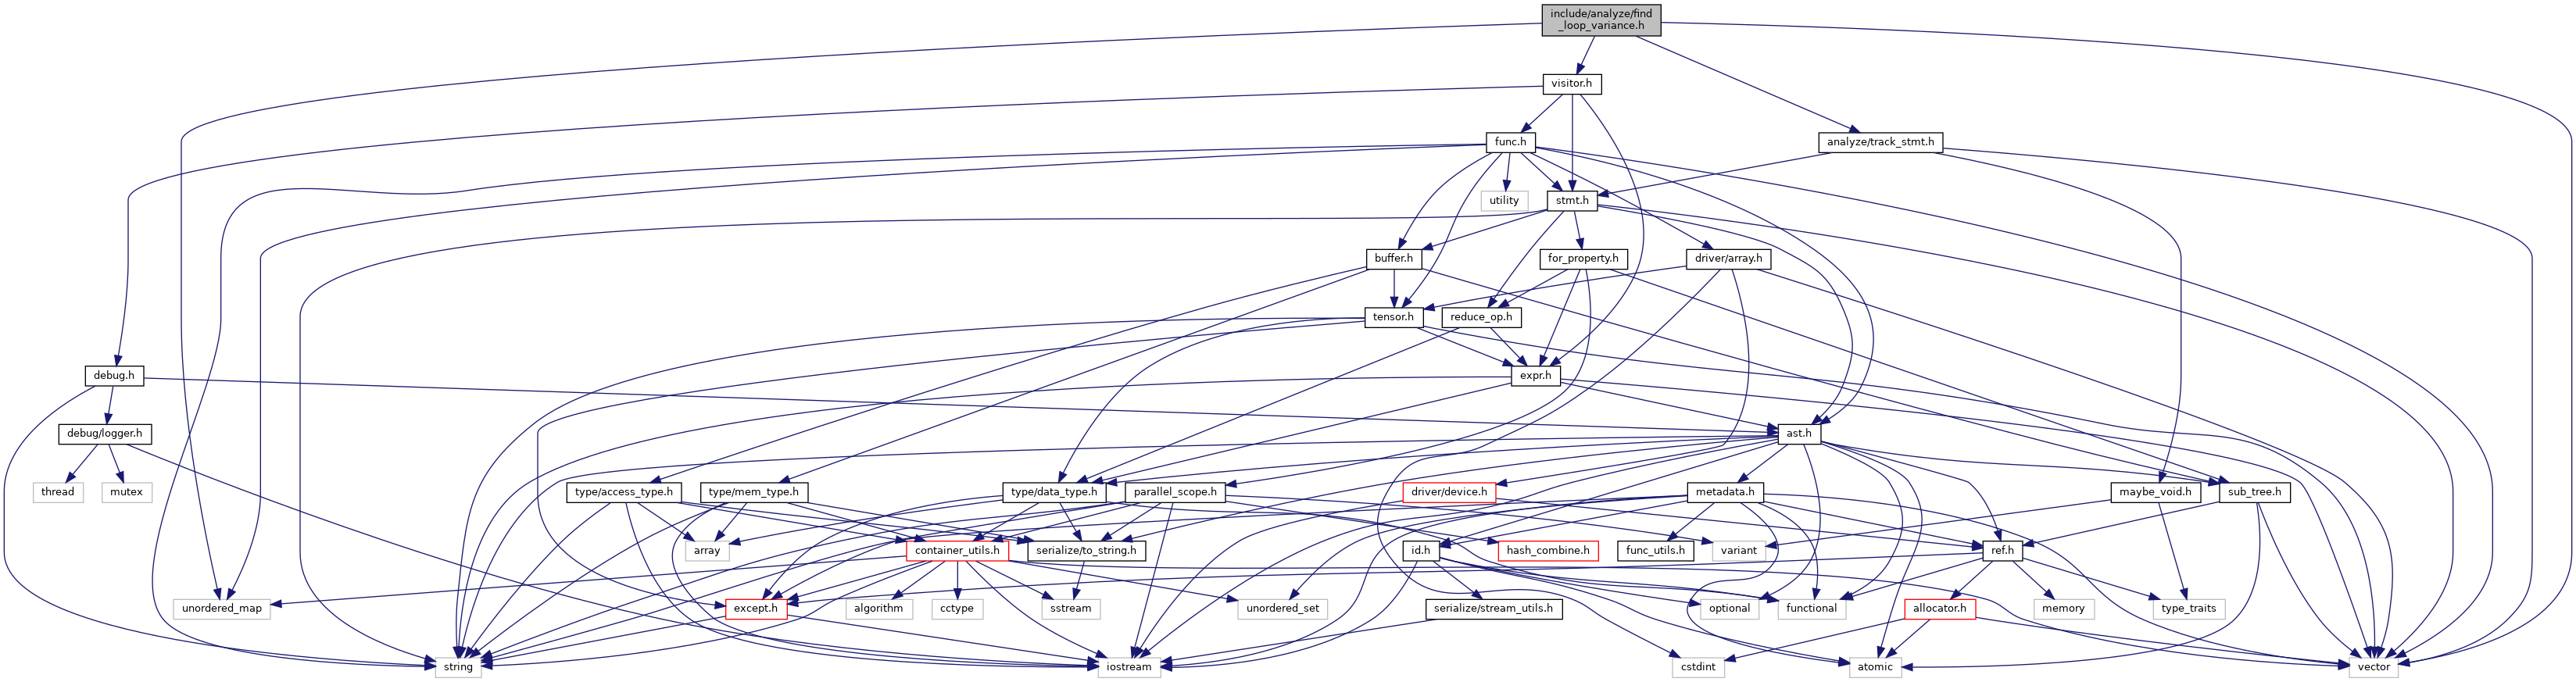 include/analyze/find
_loop_variance.h
visitor.h
func.h
analyze/track_stmt.h
utility
stmt.h
buffer.h
for_property.h
driver/array.h
tensor.h
reduce_op.h
debug.h
expr.h
debug/logger.h
ast.h
thread
mutex
type/access_type.h
type/mem_type.h
type/data_type.h
parallel_scope.h
driver/device.h
metadata.h
maybe_void.h
sub_tree.h
array
container_utils.h
serialize/to_string.h
id.h
hash_combine.h
func_utils.h
variant
ref.h
unordered_map
except.h
algorithm
cctype
sstream
unordered_set
serialize/stream_utils.h
optional
functional
allocator.h
memory
type_traits
string
iostream
cstdint
atomic
vector